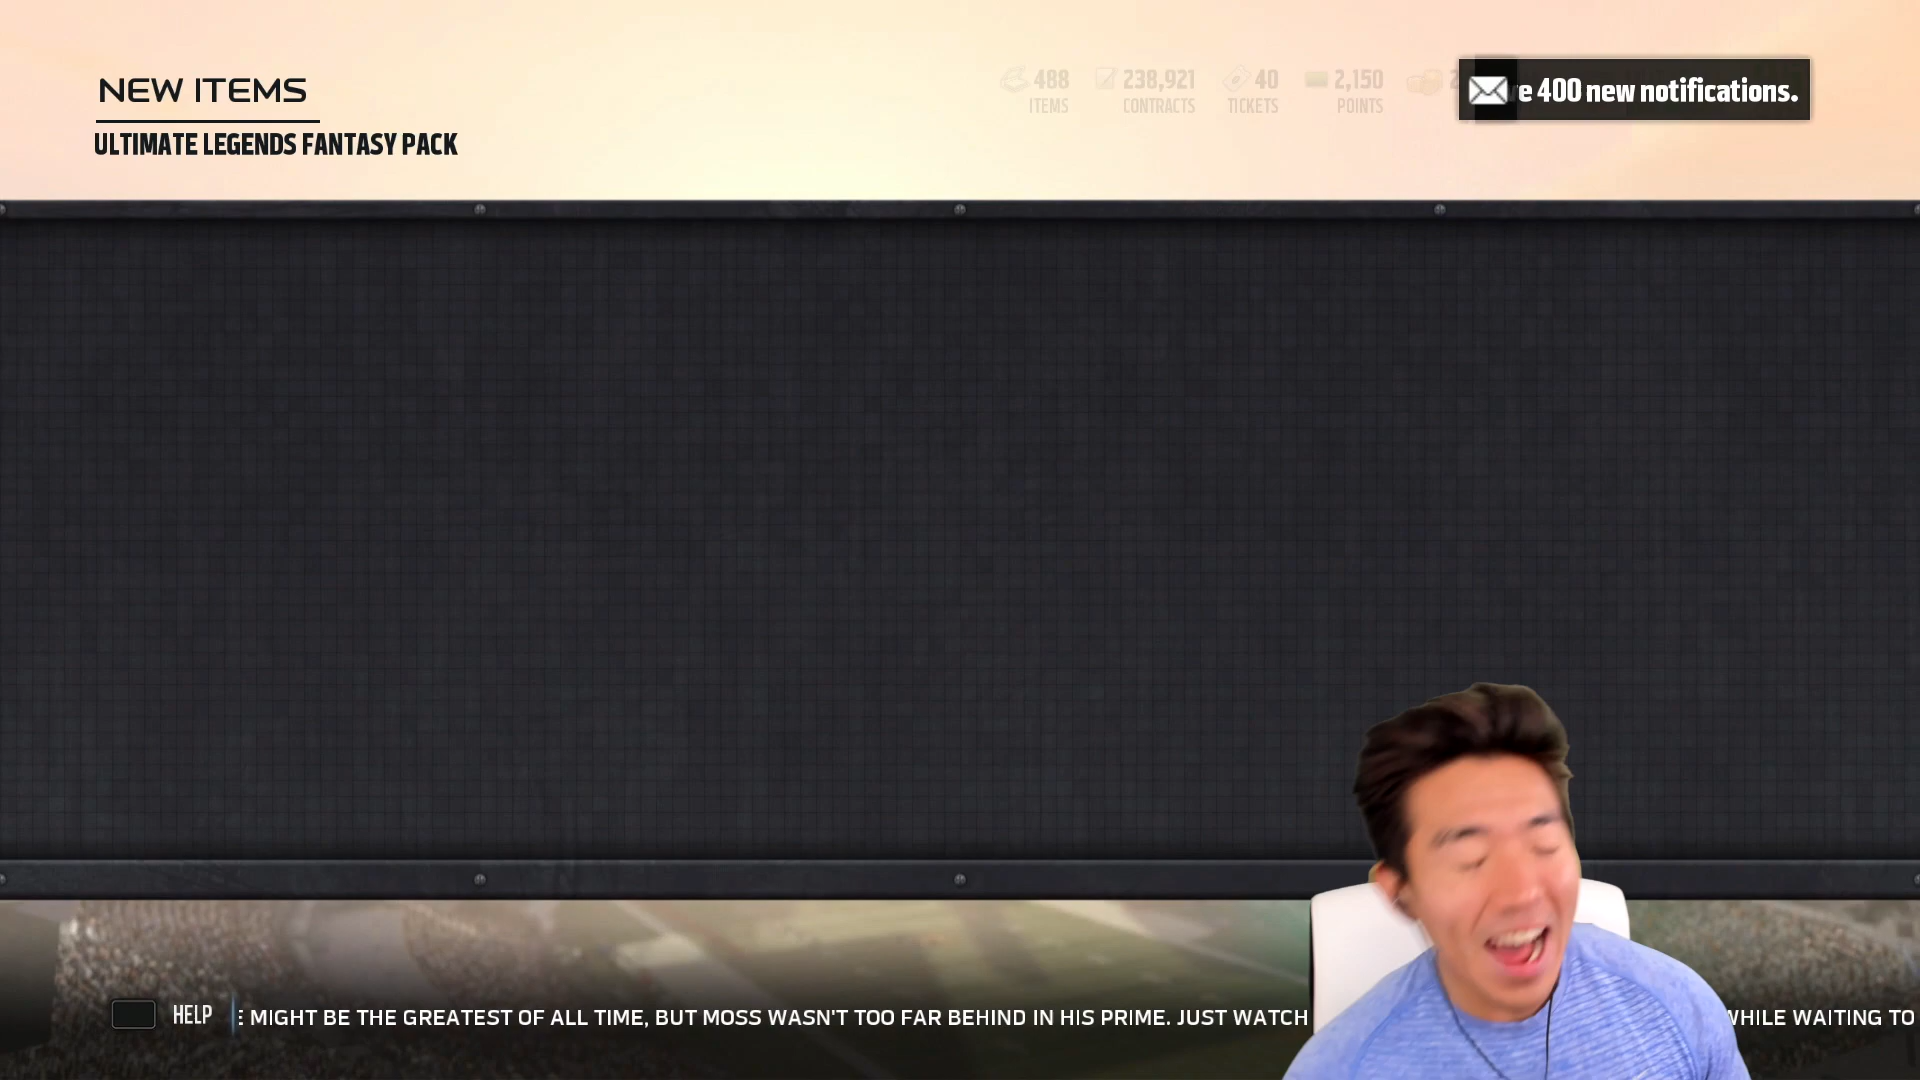 NEW ITEMS
ULTIMATE LEGENDS FANTASY PACK
488
ITEMS
238,921
CONTRACTS
40
TICKETS
2,150
POINTS
2
re 400 new notifications.
HELP
E MIGHT BE THE GREATEST OF ALL TIME, BUT MOSS WASN'T TOO FAR BEHIND IN HIS PRIME. JUST WATCH
WHILE WAITING TO